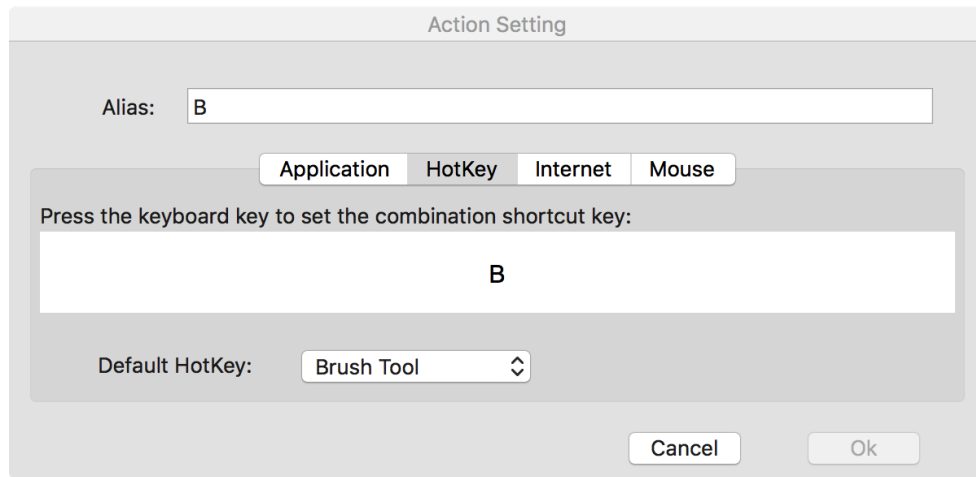 Action Setting
Alias: B
Application HotKey Internet Mouse
Press the keyboard key to set the combination shortcut key:
B
Default HotKey: Brush Tool
Cancel Ok